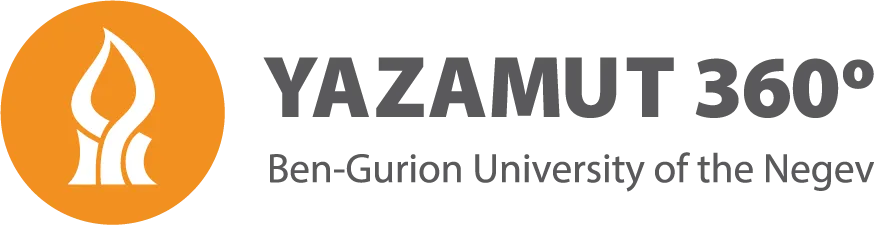 YAZAMUT 360º
Ben-Gurion University of the Negev